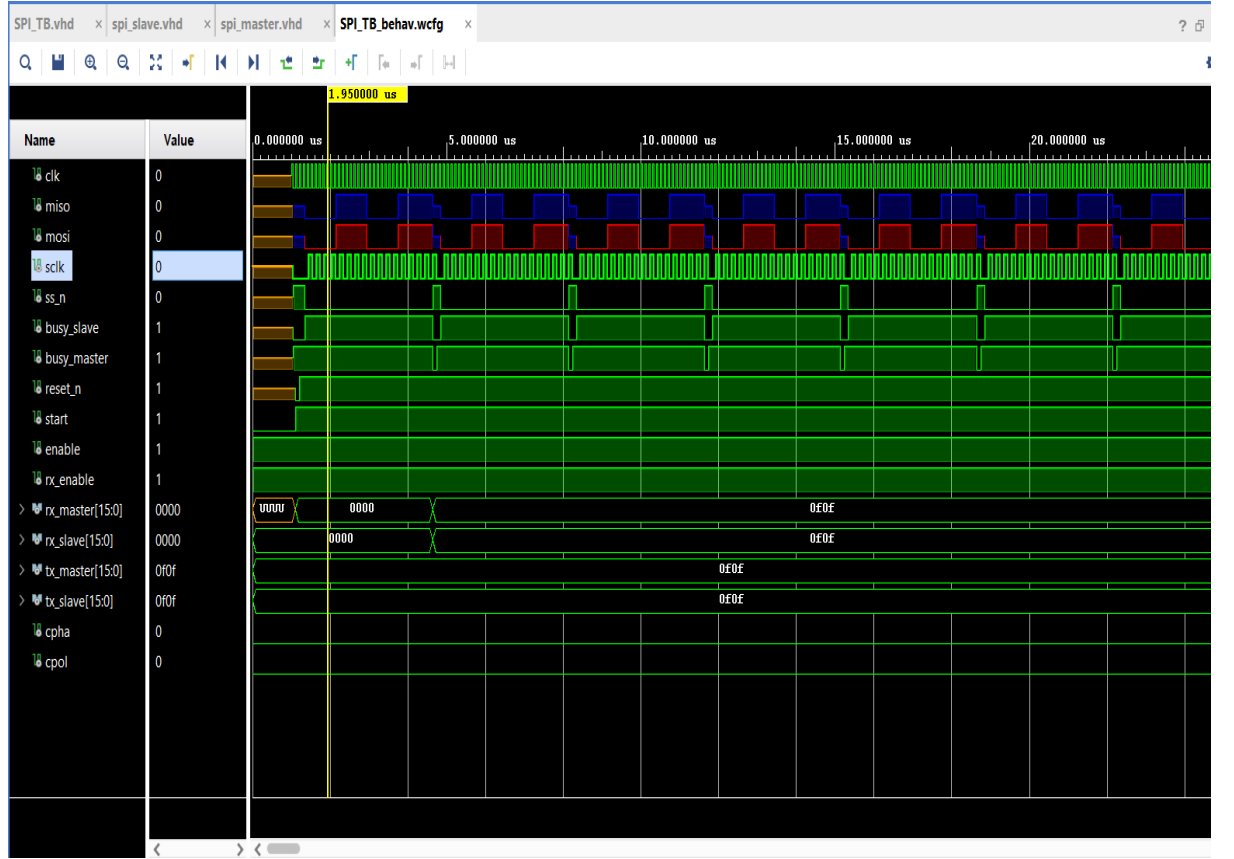 SPI_TB.vhd × spi_slave.vhd × spi_master.vhd × SPI_TB_behav.wcfg ×
?
1.950000 us
Name Value
0.000000 us 5.000000 us 10.000000 us 15.000000 us 20.000000 us
clk 0
miso 0
mosi 0
sclk 0
ss_n 0
busy_slave 1
busy_master 1
reset_n 1
start 1
enable 1
rx_enable 1
rx_master[15:0] 0000 UUUU 0000 0f0f
rx_slave[15:0] 0000 0000 0f0f
tx_master[15:0] 0f0f 0f0f
tx_slave[15:0] 0f0f 0f0f
cpha 0
cpol 0